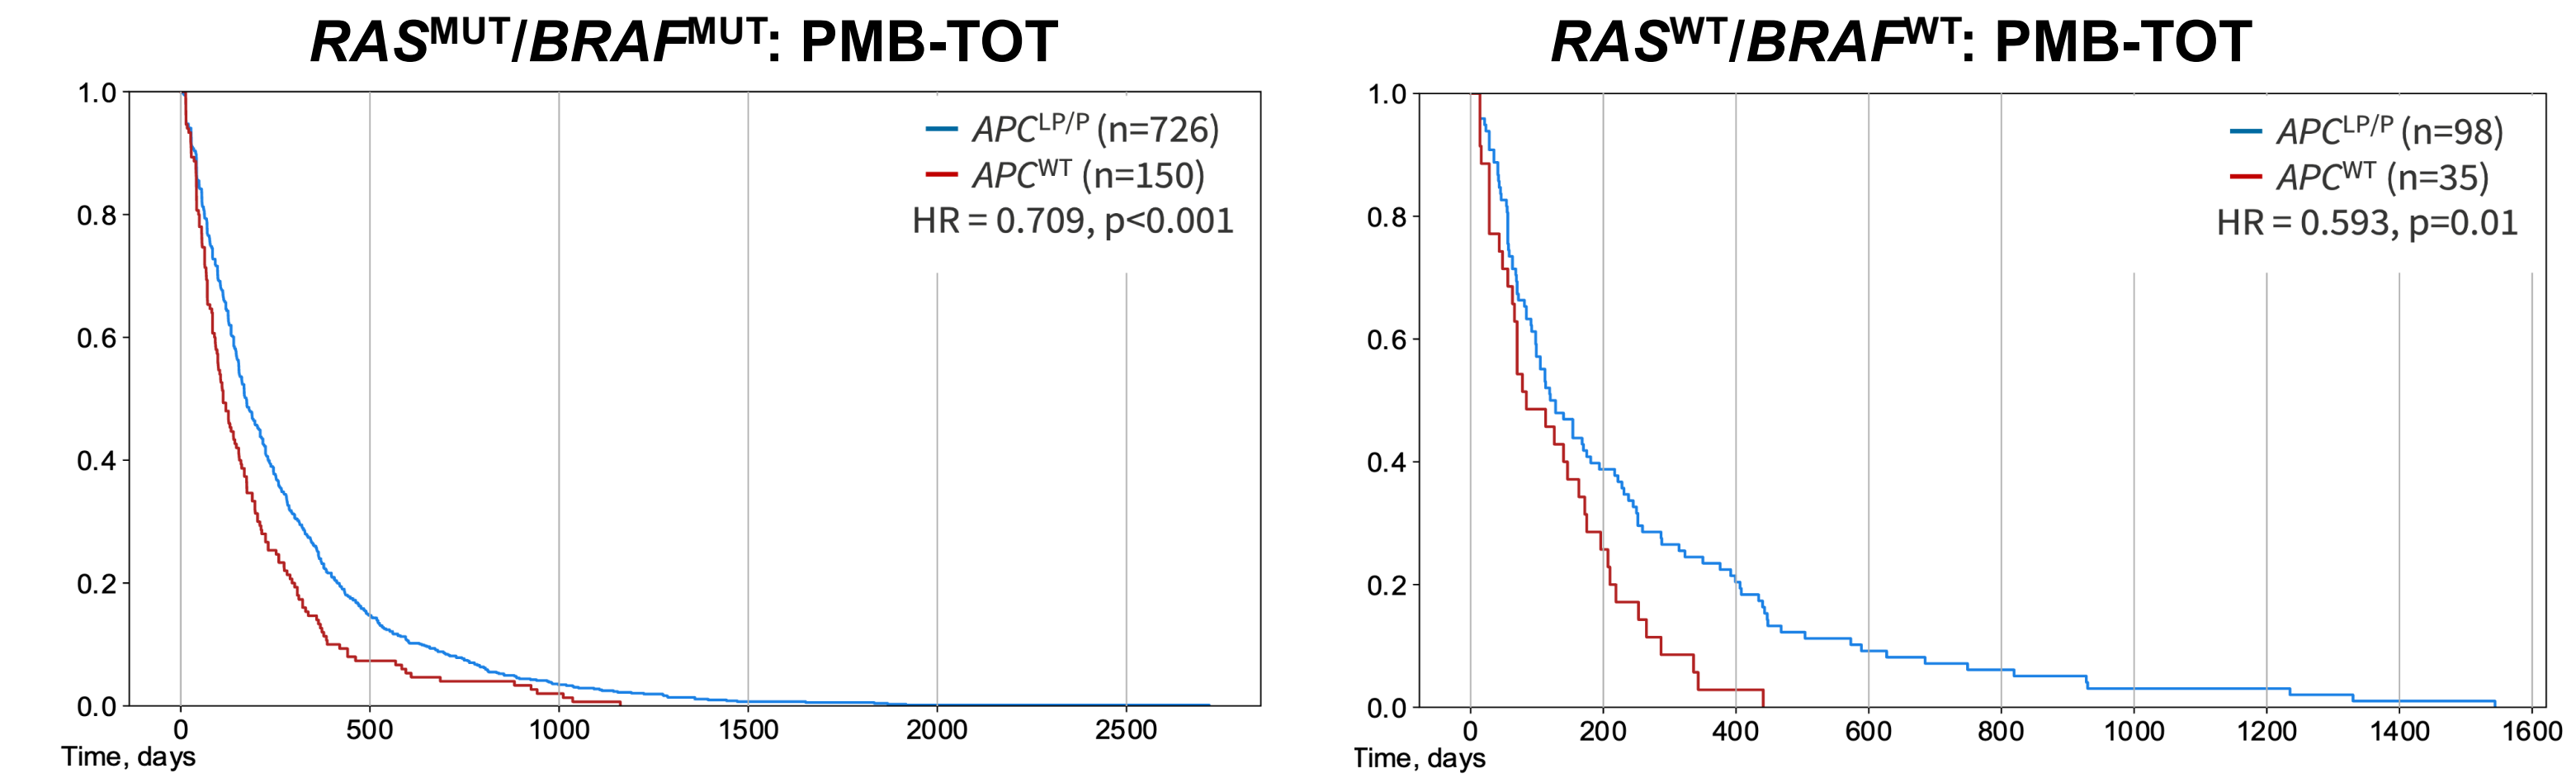 RASMUT/BRAFMUT: PMB-TOT
1.0
0.8
0.6
0.4
0.2
0.0
APCLP/P (n=726)
APCWT (n=150)
HR = 0.709, p<0.001
0 500 1000 1500 2000 2500
Time, days
RASWT/BRAFWT: PMB-TOT
1.0
0.8
0.6
0.4
0.2
0.0
APCLP/P (n=98)
APCWT (n=35)
HR = 0.593, p=0.01
0 200 400 600 800 1000 1200 1400 1600
Time, days